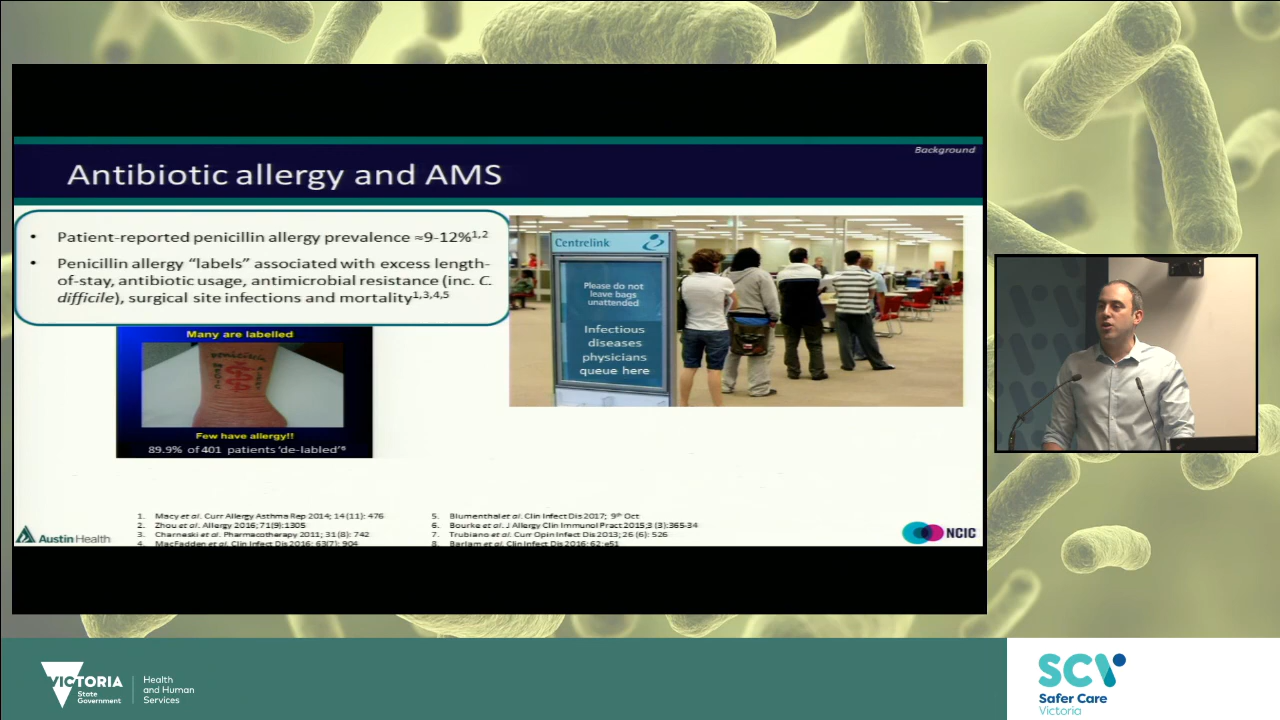 Background
Antibiotic allergy and AMS
• Patient-reported penicillin allergy prevalence ≈9-12%1,2
• Penicillin allergy “labels” associated with excess length-
of-stay, antibiotic usage, antimicrobial resistance (inc. C.
difficile), surgical site infections and mortality1,3,4,5
Centrelink
Please do not
leave bags
unattended
Infectious
diseases
physicians
queue here
Many are labelled
Few have allergy!!
89.9% of 401 patients 'de-labled'6
1. Macy et al. Curr Allergy Asthma Rep 2014; 14 (11): 476
2. Zhou et al. Allergy 2016; 71(9):1305
3. Charneski et al. Pharmacotherapy 2011; 31 (8): 742
4. MacFadden et al. Clin Infect Dis 2016; 63(7): 904
5. Blumenthal et al. Clin Infect Dis 2017; 9th Oct
6. Bourke et al. J Allergy Clin Immunol Pract 2015;3 (3):365-34
7. Trubiano et al. Curr Opin Infect Dis 2013; 26 (6): 526
8. Barlam et al. Clin Infect Dis 2016; 62:e51
Austin Health
NCIC
VICTORIA
State
Government
Health
and Human
Services
SCV
Safer Care
Victoria